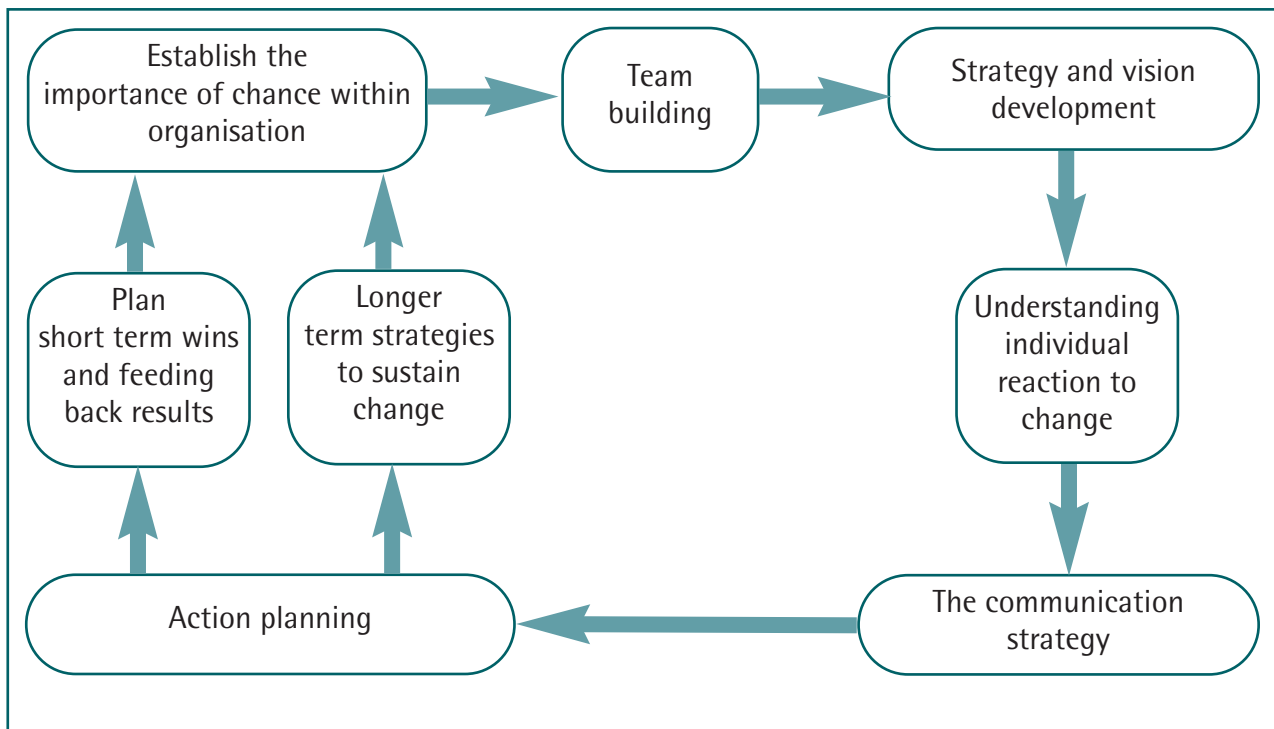 Establish the
importance of chance within
organisation
Team
building
Strategy and vision
development
Understanding
individual
reaction to
change
The communication
strategy
Action planning
Plan
short term wins
and feeding
back results
Longer
term strategies
to sustain
change